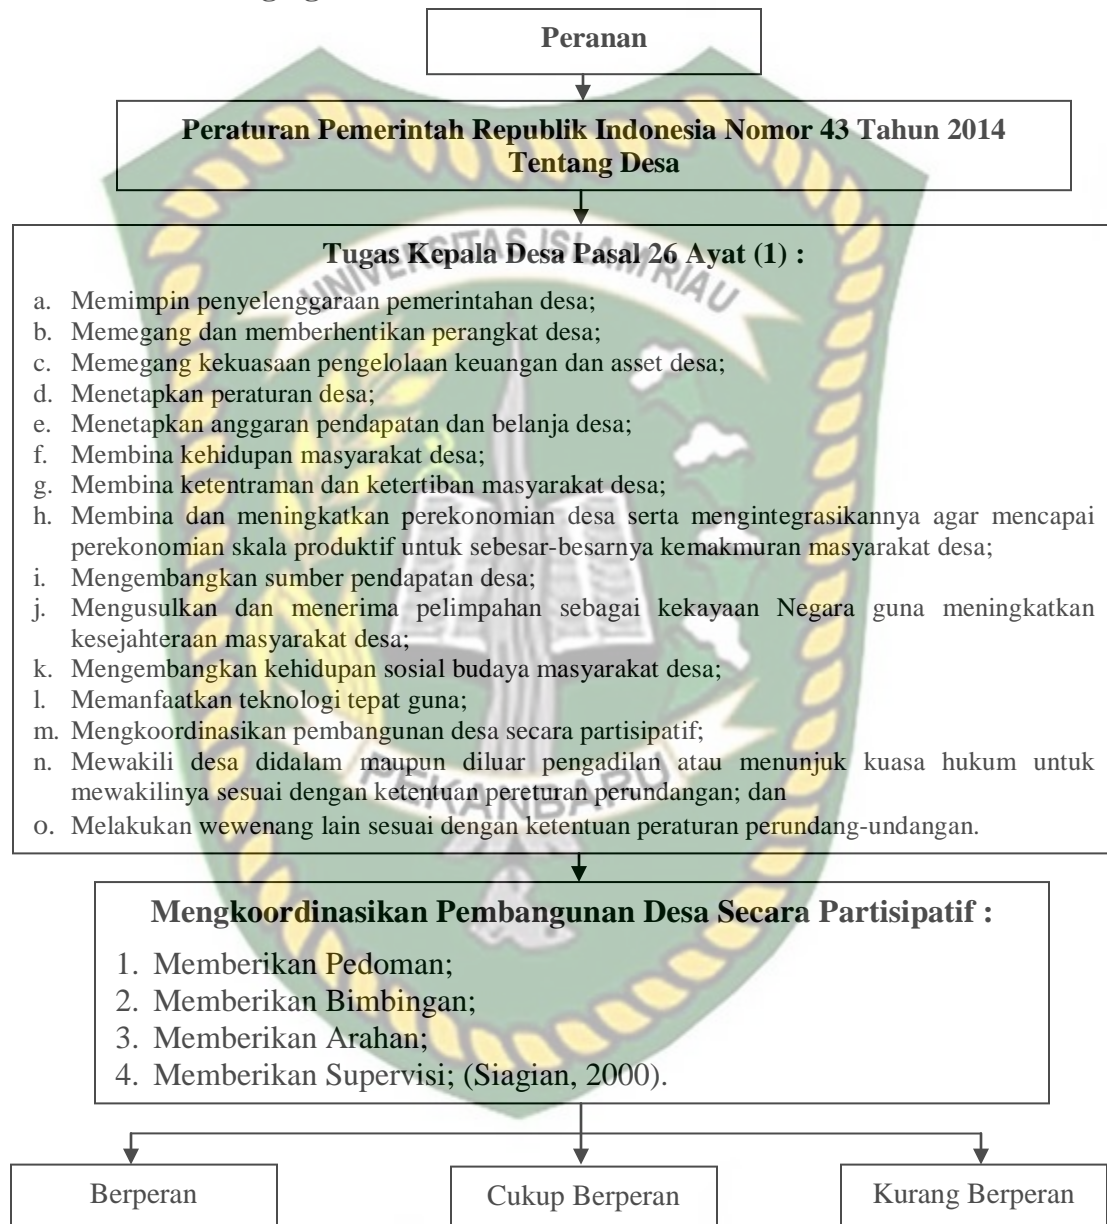 Peranan
Peraturan Pemerintah Republik Indonesia Nomor 43 Tahun 2014
Tentang Desa
Tugas Kepala Desa Pasal 26 Ayat (1) :
a. Memimpin penyelenggaraan pemerintahan desa;
b. Memegang dan memberhentikan perangkat desa;
c. Memegang kekuasaan pengelolaan keuangan dan asset desa;
d. Menetapkan peraturan desa;
e. Menetapkan anggaran pendapatan dan belanja desa;
f. Membina kehidupan masyarakat desa;
g. Membina ketentraman dan ketertiban masyarakat desa;
h. Membina dan meningkatkan perekonomian desa serta mengintegrasikannya agar mencapai
perekonomian skala produktif untuk sebesar-besarnya kemakmuran masyarakat desa;
i. Mengembangkan sumber pendapatan desa;
j. Mengusulkan dan menerima pelimpahan sebagai kekayaan Negara guna meningkatkan
kesejahteraan masyarakat desa;
k. Mengembangkan kehidupan sosial budaya masyarakat desa;
l. Memanfaatkan teknologi tepat guna;
m. Mengkoordinasikan pembangunan desa secara partisipatif;
n. Mewakili desa didalam maupun diluar pengadilan atau menunjuk kuasa hukum untuk
mewakilinya sesuai dengan ketentuan pereturan perundangan; dan
o. Melakukan wewenang lain sesuai dengan ketentuan peraturan perundang-undangan.
Mengkoordinasikan Pembangunan Desa Secara Partisipatif :
1. Memberikan Pedoman;
2. Memberikan Bimbingan;
3. Memberikan Arahan;
4. Memberikan Supervisi; (Siagian, 2000).
Berperan
Cukup Berperan
Kurang Berperan
UNIVERSITAS ISLAM RIAU
PEKANBARU